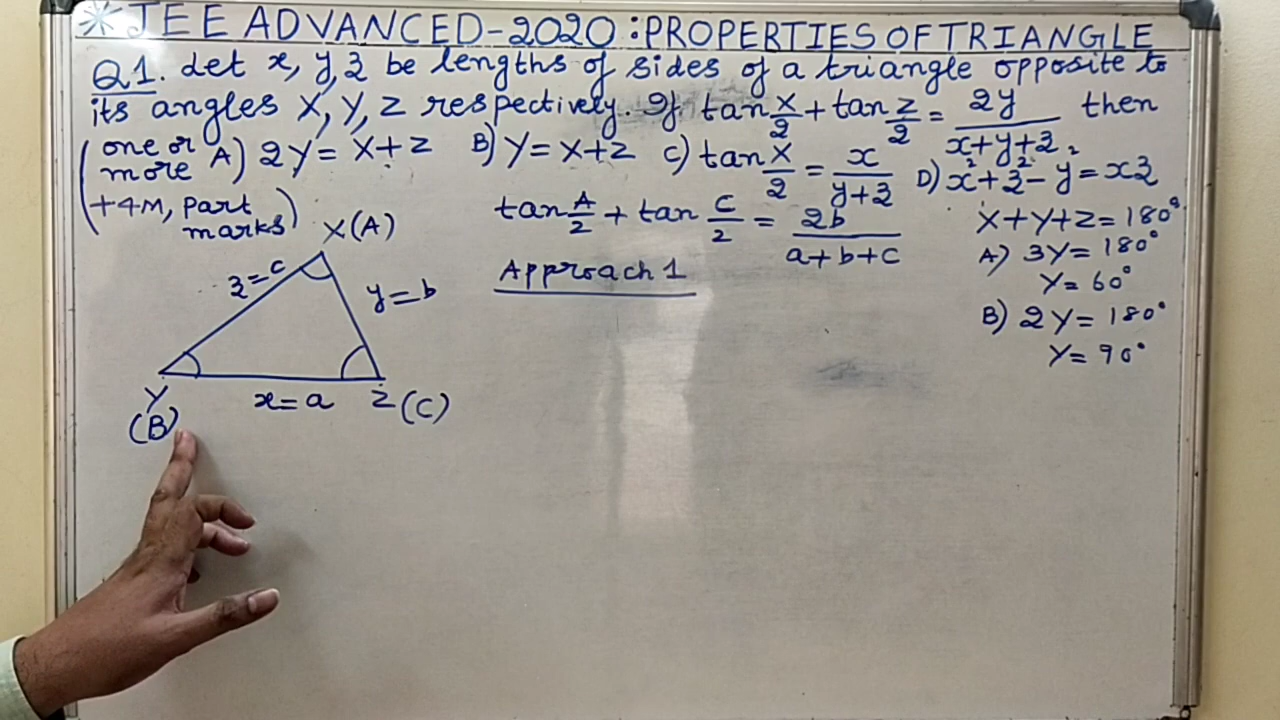 *JEE ADVANCED-2020:PROPERTIES OF TRIANGLE
Q1. Let x, y, z be lengths of sides of a triangle opposite to
its angles X, Y, Z respectively. If tan X/2 + tan Z/2 = 2y/(x+y+z) then
(one or more +4M, part marks)
A) 2Y = X+Z B) Y = X+Z C) tan X/2 = x/(y+z) D) x²+z²-y²=xz
tan A/2 + tan C/2 = 2b/(a+b+c)
X+Y+Z=180°
A) 3Y=180°
Y=60°
B) 2Y=180°
Y=90°
Approach 1
X(A)
z=c
y=b
Y
(B)
x=a
Z(C)